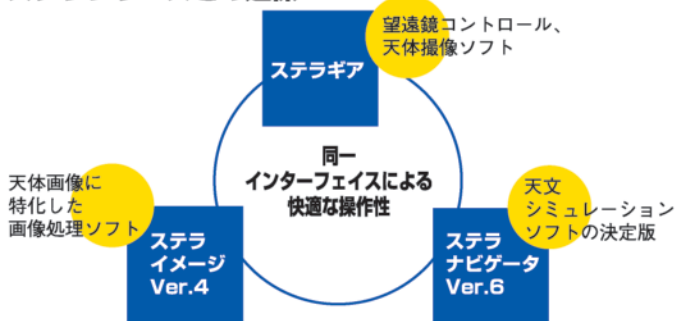 望遠鏡コントロール、
天体撮像ソフト
ステラギア
同一
インターフェイスによる
快適な操作性
天体画像に
特化した
画像処理ソフト
ステラ
イメージ
Ver.4
天文
シミュレーション
ソフトの決定版
ステラ
ナビゲータ
Ver.6